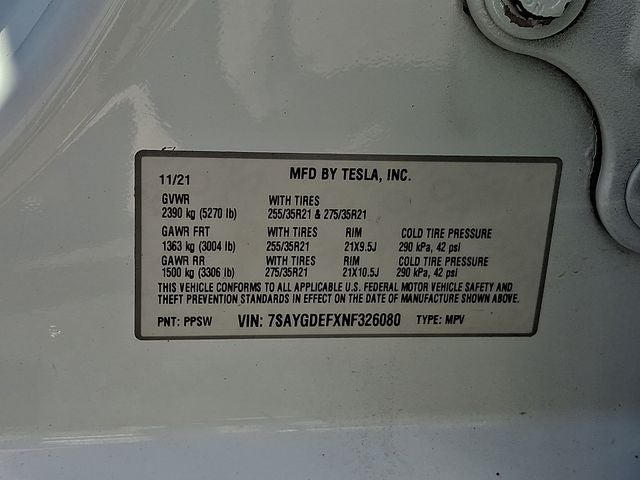 MFD BY TESLA, INC.
11/21
GVWR WITH TIRES
2390 kg (5270 lb) 255/35R21 & 275/35R21
GAWR FRT WITH TIRES RIM COLD TIRE PRESSURE
1363 kg (3004 lb) 255/35R21 21X9.5J 290 kPa, 42 psi
GAWR RR WITH TIRES RIM COLD TIRE PRESSURE
1500 kg (3306 lb) 275/35R21 21X10.5J 290 kPa, 42 psi
THIS VEHICLE CONFORMS TO ALL APPLICABLE U.S. FEDERAL MOTOR VEHICLE SAFETY AND
THEFT PREVENTION STANDARDS IN EFFECT ON THE DATE OF MANUFACTURE SHOWN ABOVE.
PNT: PPSW VIN: 7SAYGDEFXNF326080 TYPE: MPV